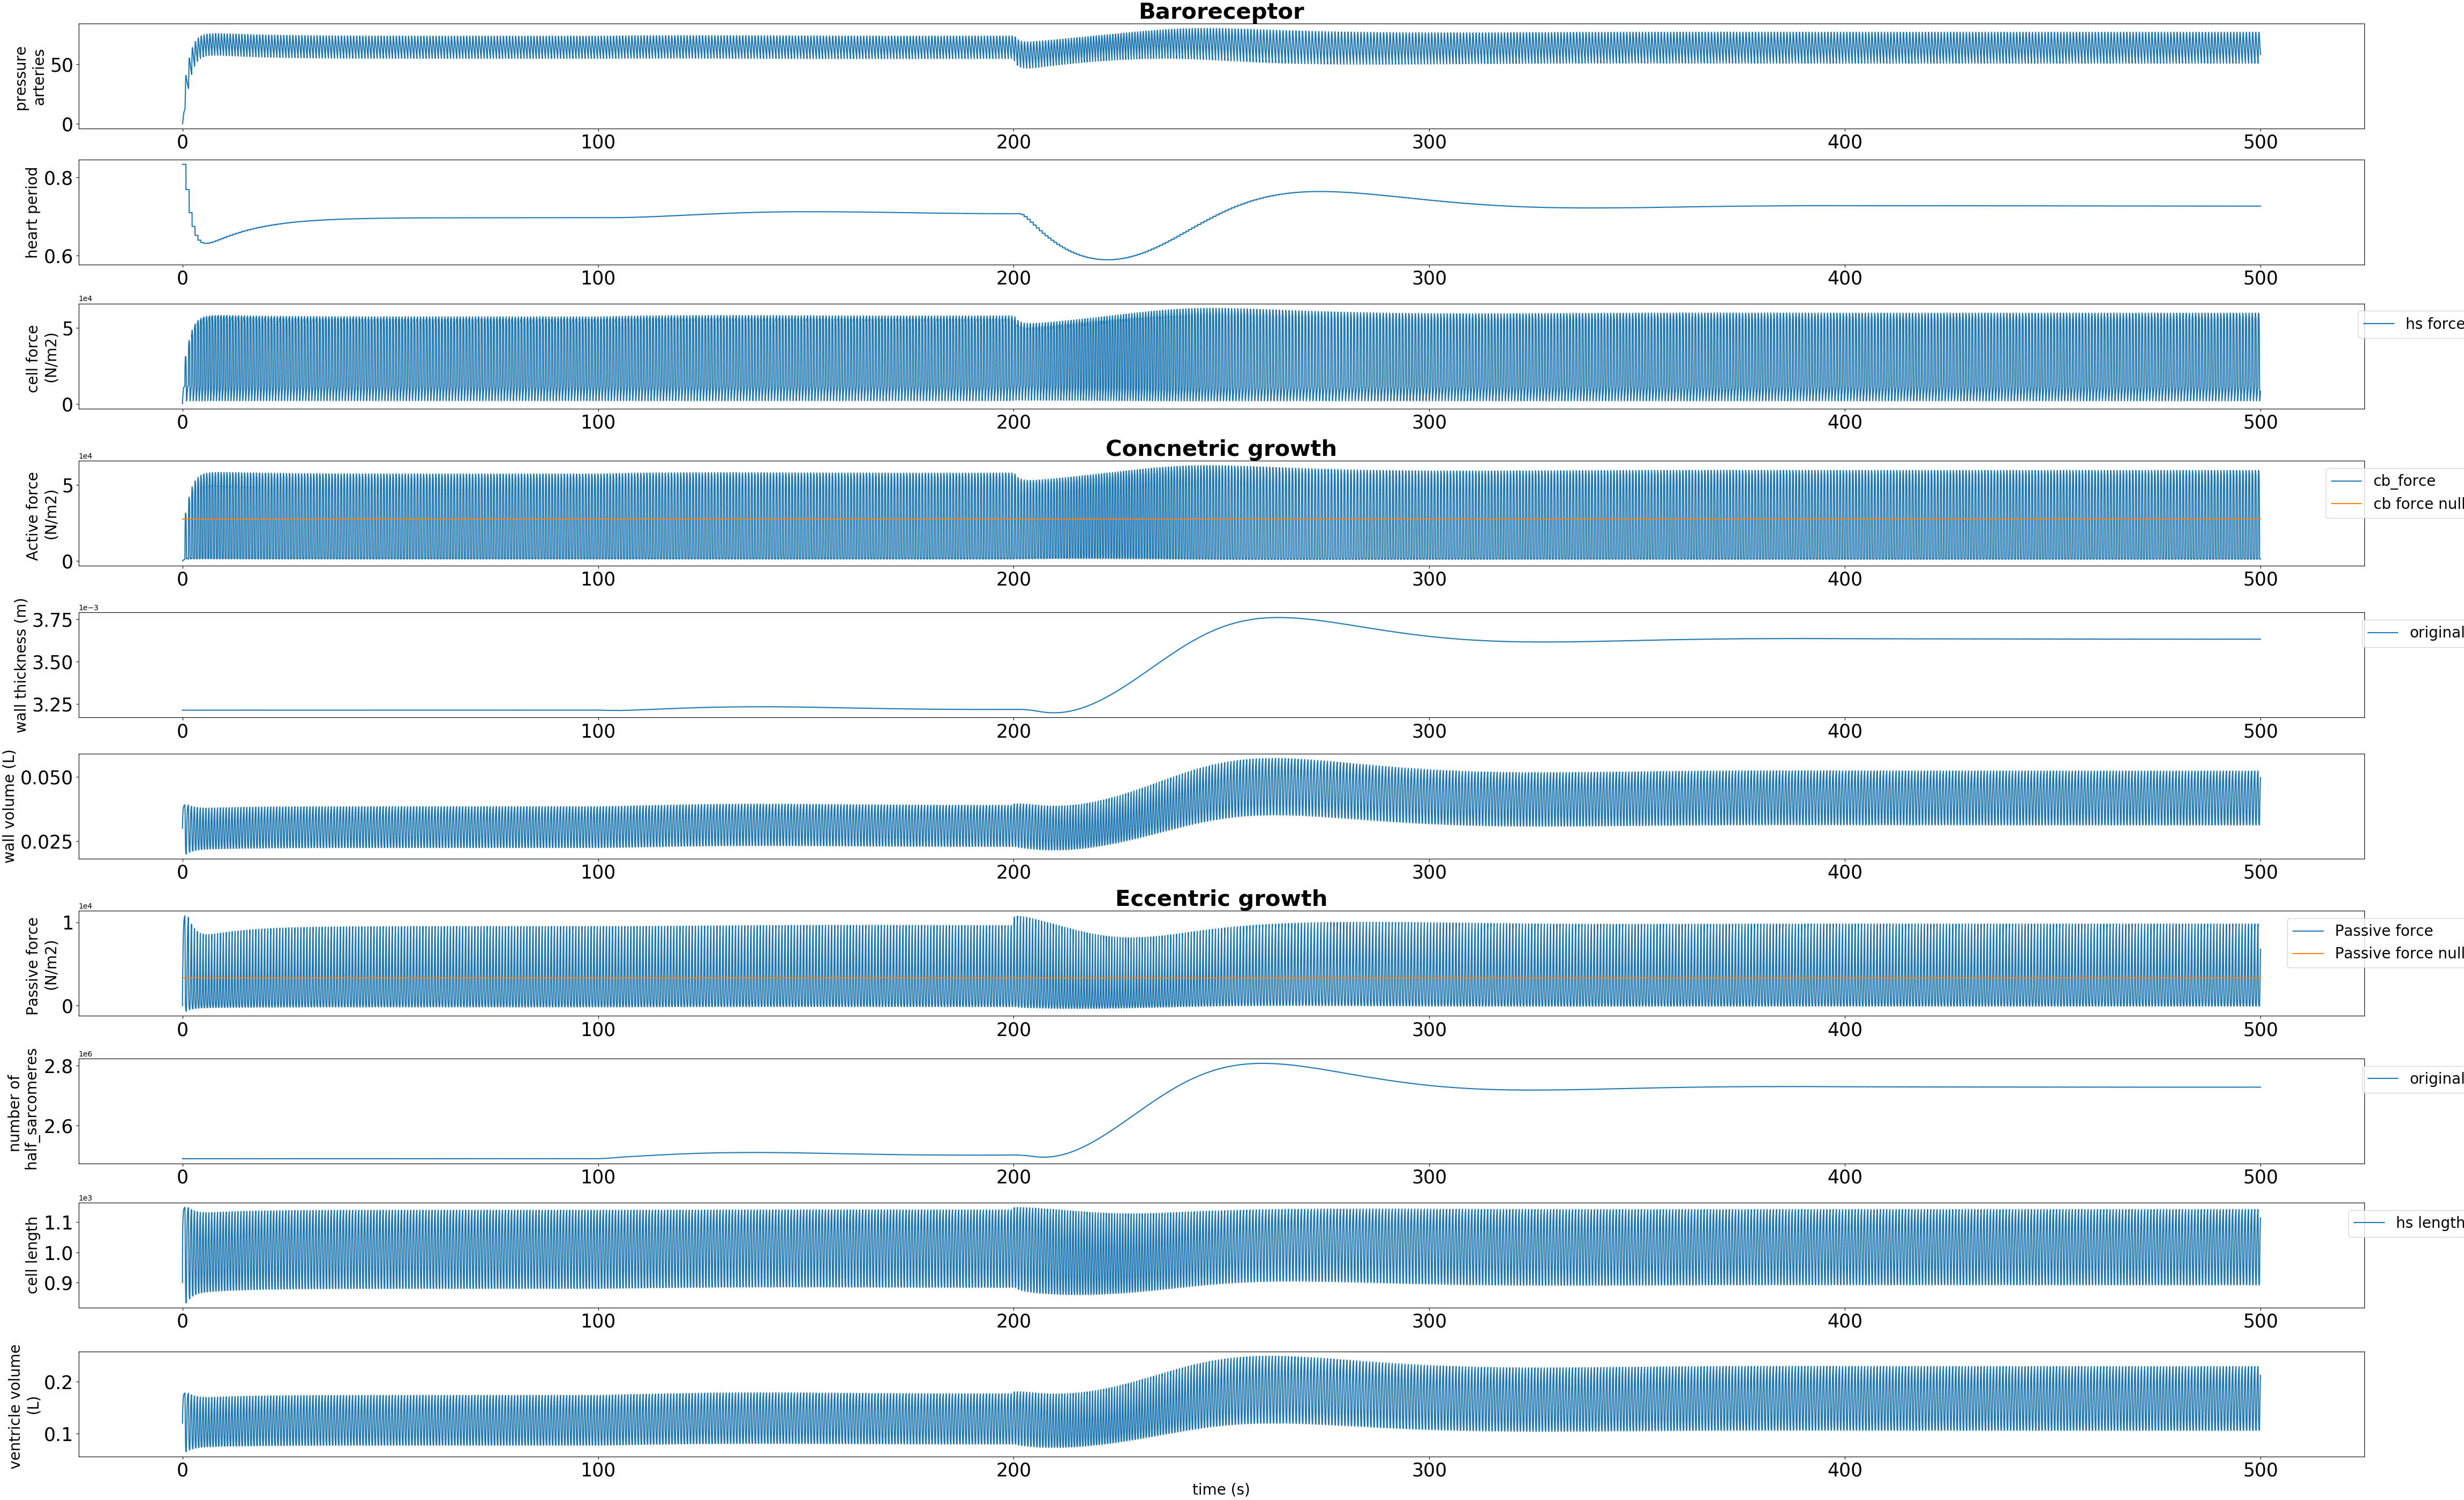 Baroreceptor
pressure
arteries
50
0
0 100 200 300 400 500
heart period
0.8
0.6
0 100 200 300 400 500
1e4
cell force
(N/m2)
5
0
hs force
0 100 200 300 400 500
Concnetric growth
1e4
Active force
(N/m2)
5
0
cb_force
cb force null
0 100 200 300 400 500
1e−3
wall thickness (m)
3.75
3.50
3.25
original
0 100 200 300 400 500
wall volume (L)
0.050
0.025
0 100 200 300 400 500
Eccentric growth
1e4
Passive force
(N/m2)
1
0
Passive force
Passive force null
0 100 200 300 400 500
1e6
number of
half_sarcomeres
2.8
2.6
original
0 100 200 300 400 500
1e3
cell length
1.1
1.0
0.9
hs length
0 100 200 300 400 500
ventricle volume
(L)
0.2
0.1
0 100 200 300 400 500
time (s)